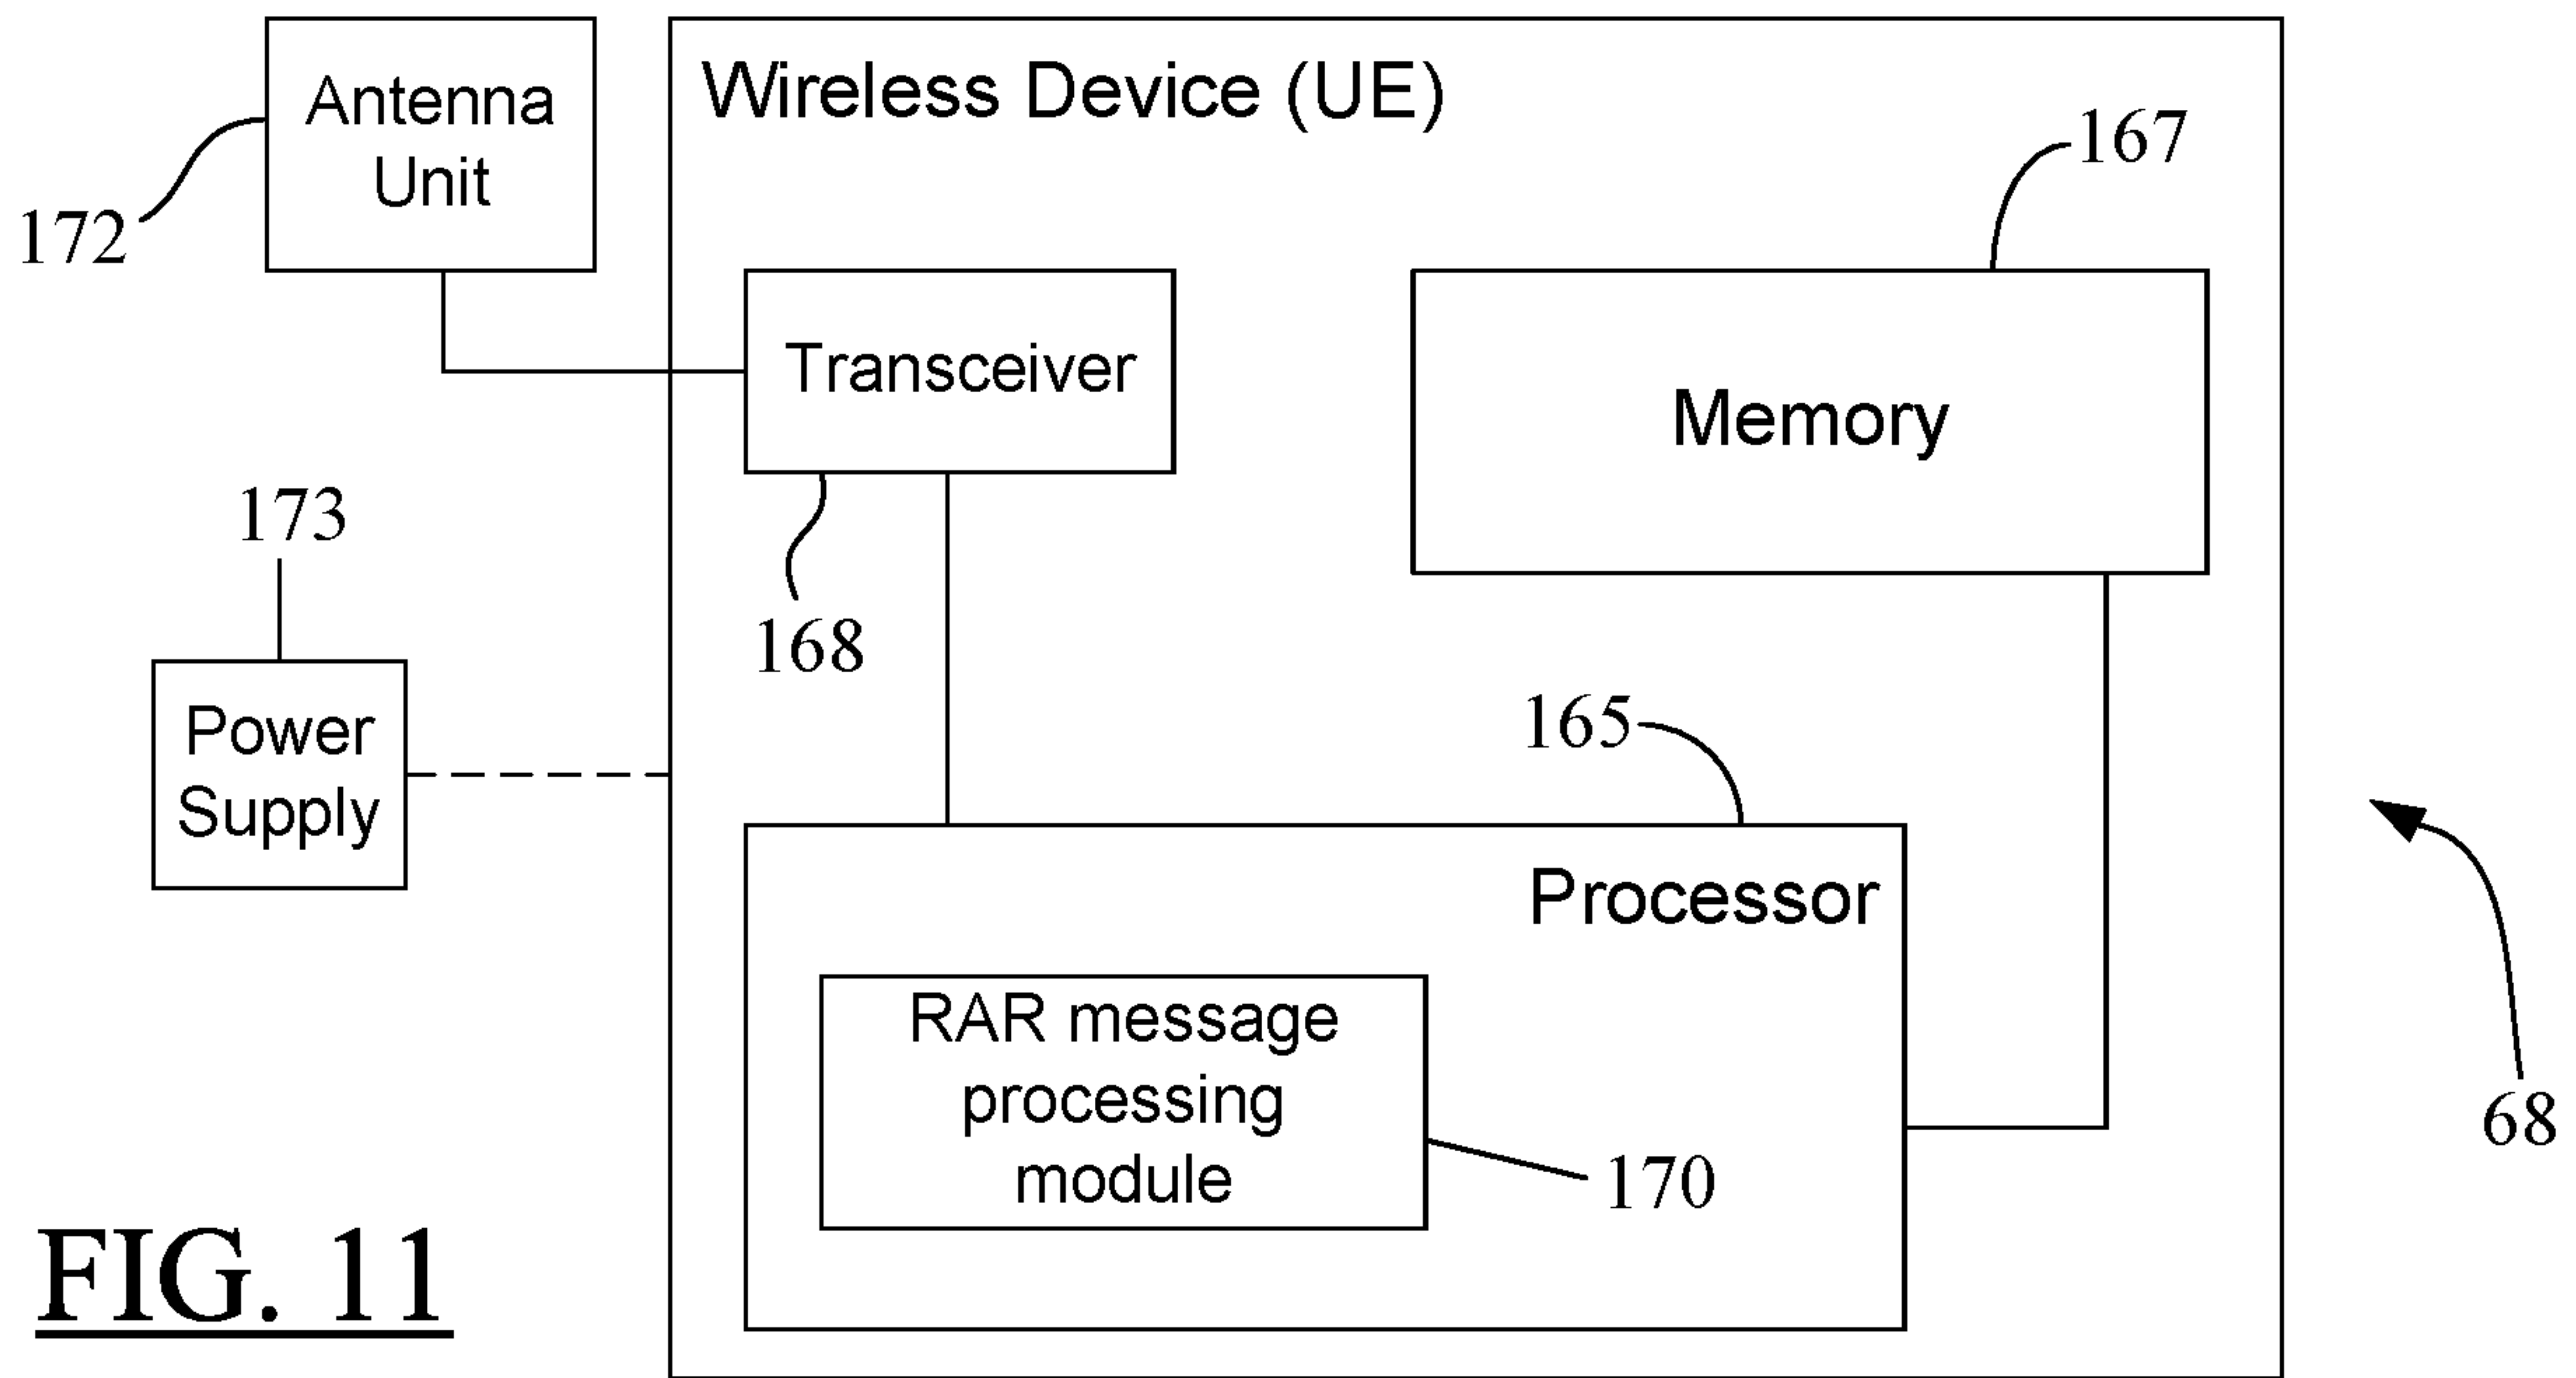 Antenna
Unit
172
Wireless Device (UE)
167
Transceiver
168
Memory
173
Power
Supply
165
Processor
RAR message
processing
module
170
68
FIG. 11